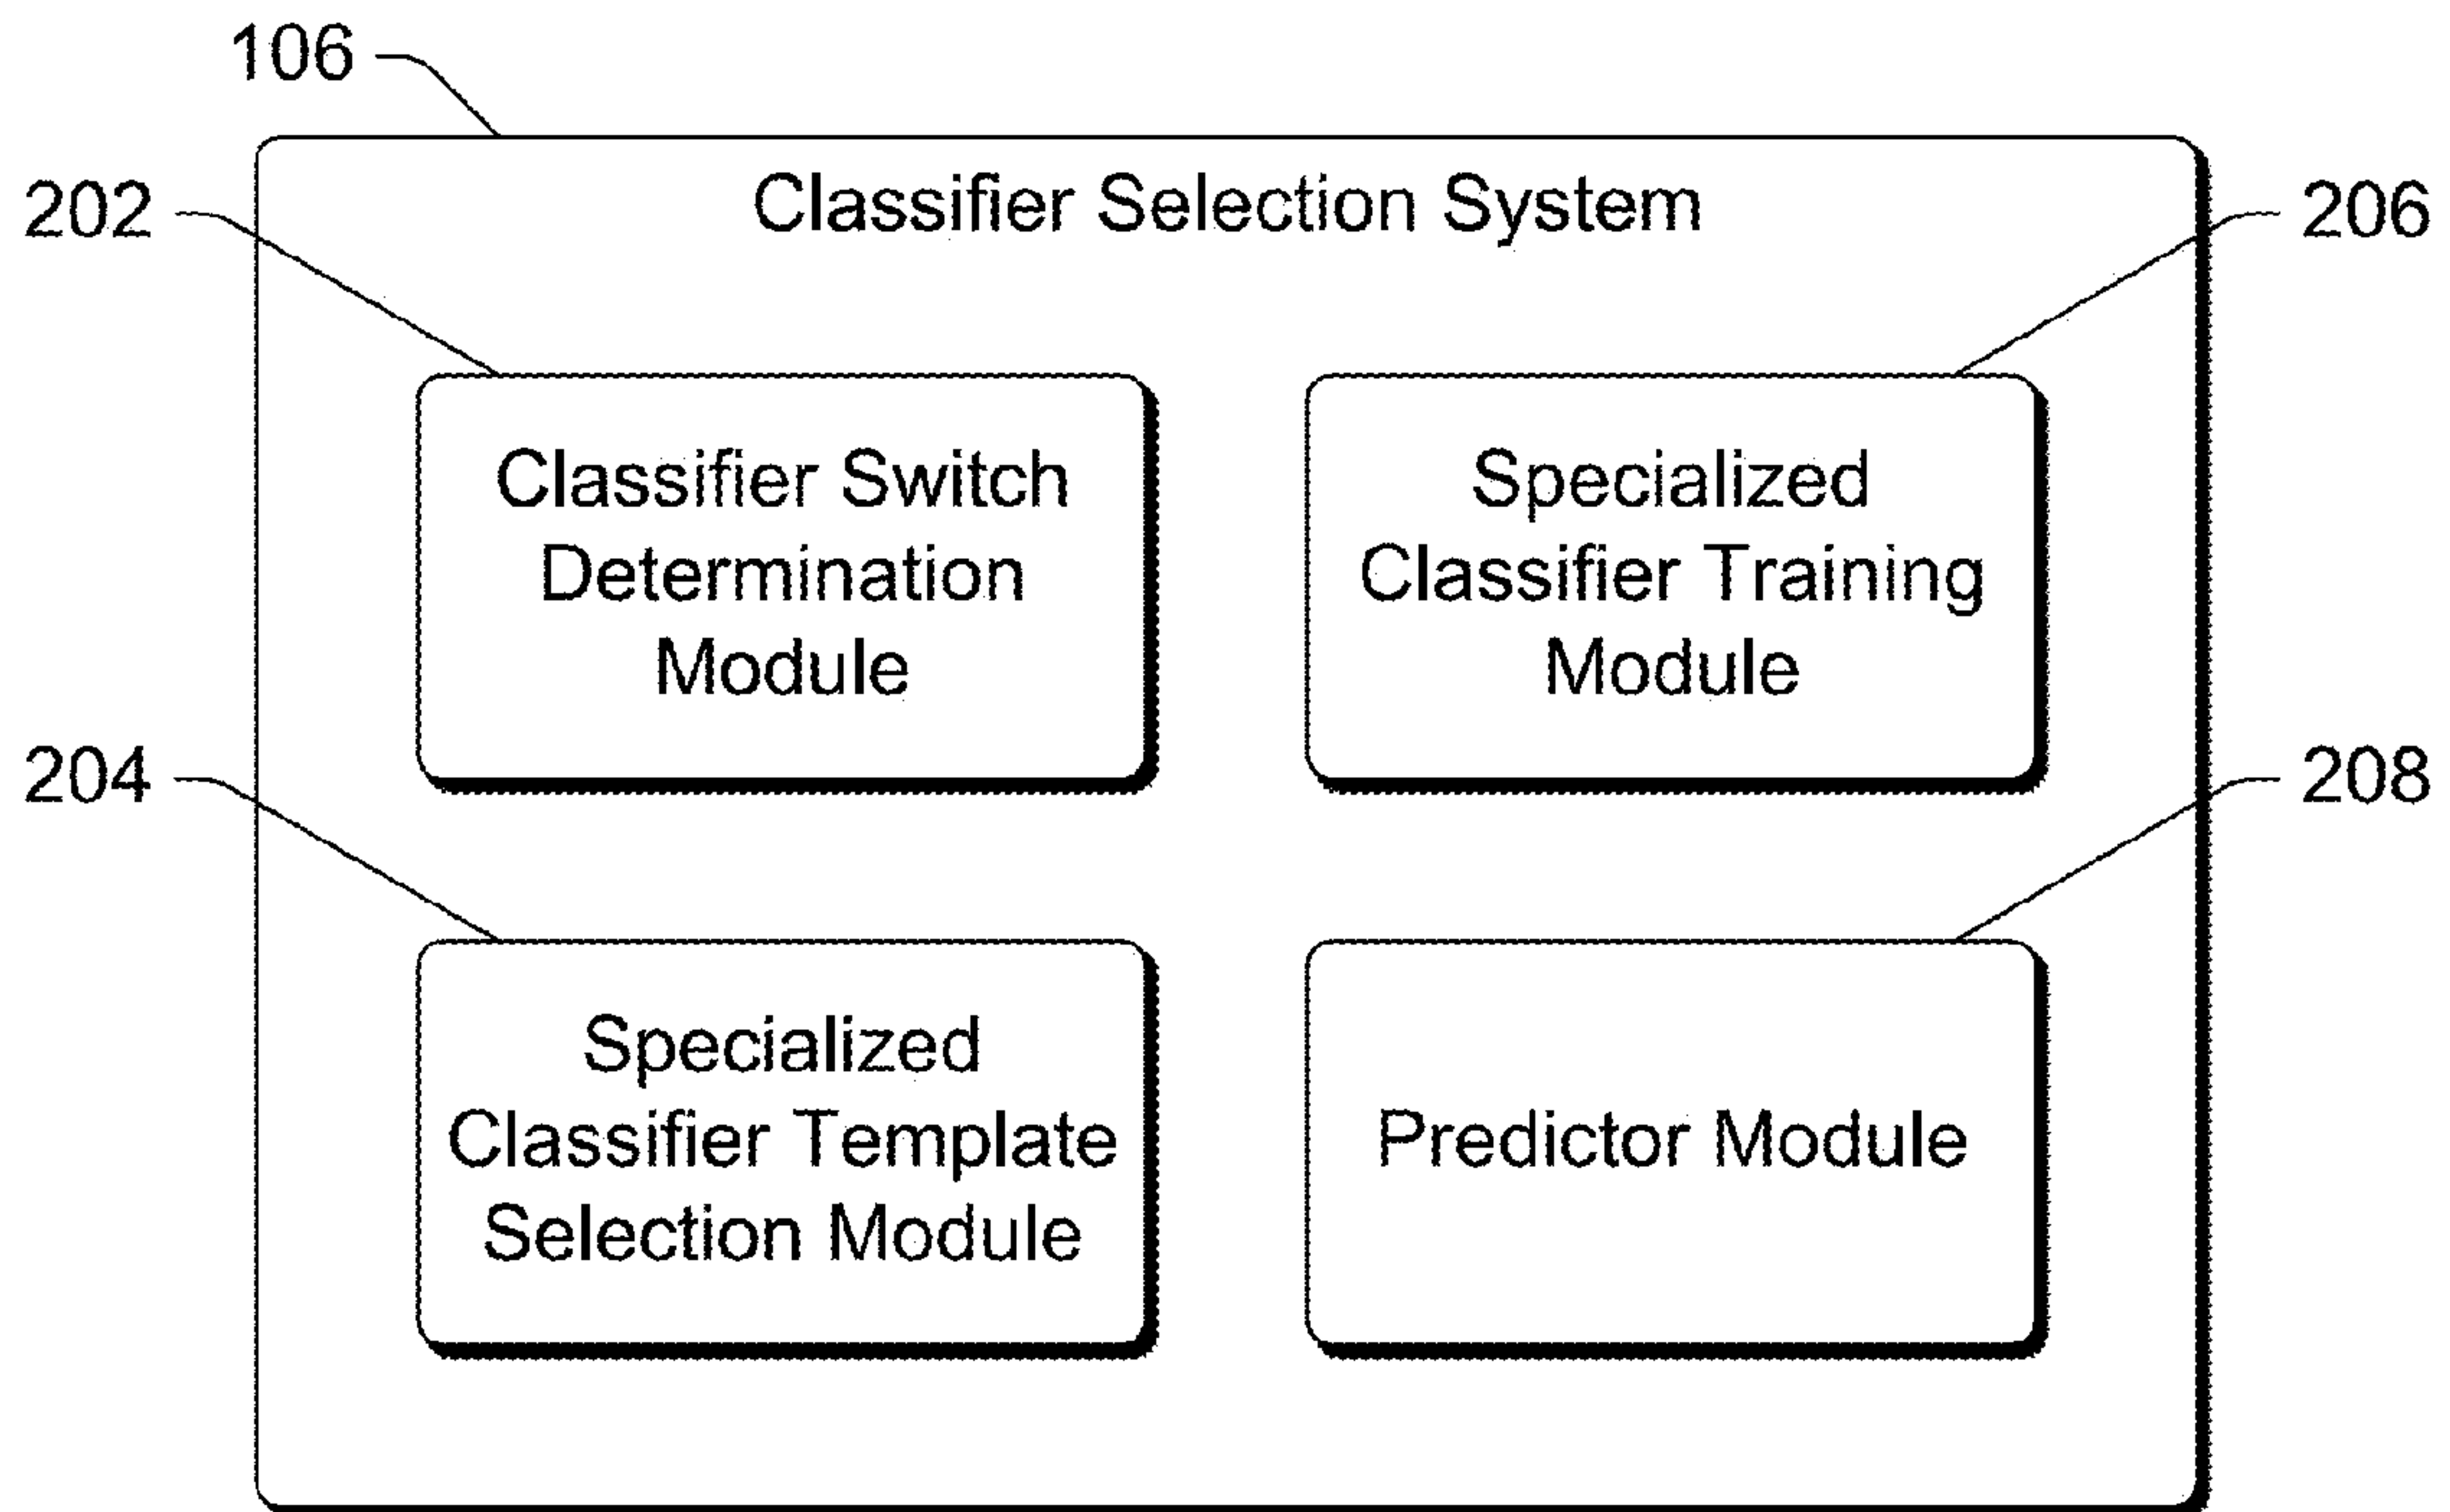 106
Classifier Selection System
202
206
Classifier Switch
Determination
Module
Specialized
Classifier Training
Module
204
208
Specialized
Classifier Template
Selection Module
Predictor Module